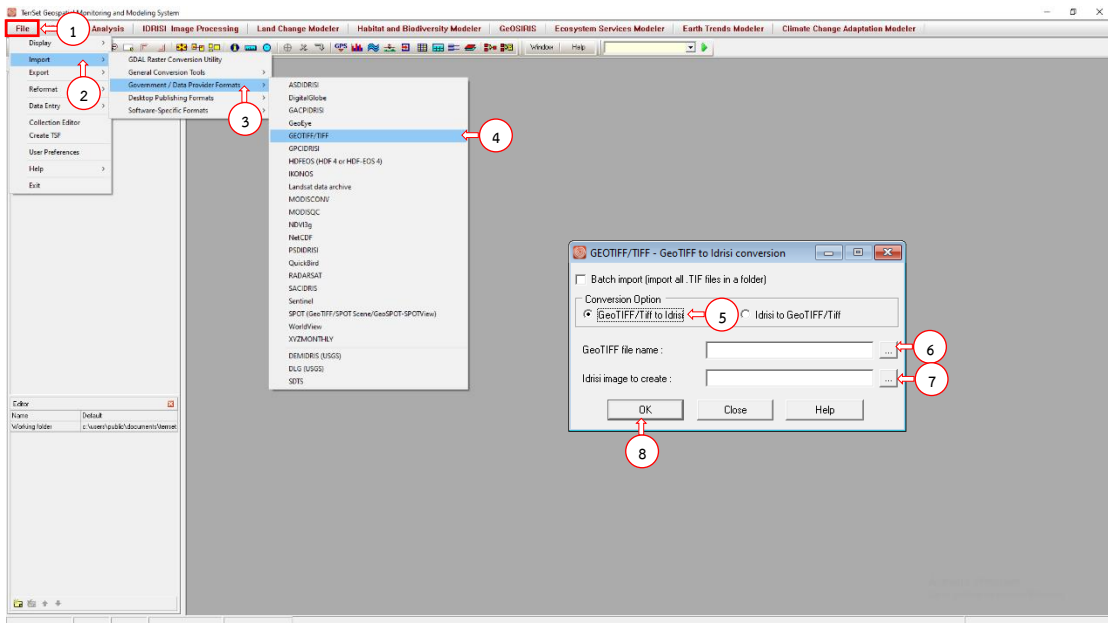 TerrSet Geospatial Monitoring and Modeling System
File
1
Analysis
IDRISI Image Processing
Land Change Modeler
Habitat and Biodiversity Modeler
GeOSIRIS
Ecosystem Services Modeler
Earth Trends Modeler
Climate Change Adaptation Modeler
GPS
Window
Help
Display
Import
Export
Reformat
Data Entry
Collection Editor
Create TSF
User Preferences
Help
Exit
2
GDAL Raster Conversion Utility
General Conversion Tools
Government / Data Provider Formats
Desktop Publishing Formats
Software-Specific Formats
3
ASDIDRISI
DigitalGlobe
GACPIDRISI
GeoEye
GEOTIFF/TIFF
GPCIDRISI
HDFEOS (HDF 4 or HDF-EOS 4)
IKONOS
Landsat data archive
MODISCONV
MODISQC
NDVI3g
NetCDF
PSDIDRISI
QuickBird
RADARSAT
SACIDRIS
Sentinel
SPOT (GeoTIFF/SPOT Scene/GeoSPOT-SPOTView)
WorldView
XYZMONTHLY
DEMIDRIS (USGS)
DLG (USGS)
SDTS
4
GEOTIFF/TIFF - GeoTIFF to Idrisi conversion
Batch import (import all .TIF files in a folder)
Conversion Option
GeoTIFF/Tiff to Idrisi
5
Idrisi to GeoTIFF/Tiff
GeoTIFF file name :
...
6
Idrisi image to create :
...
7
OK
Close
Help
8
Editor
Name Default
Working folder c:\users\public\documents\terrset